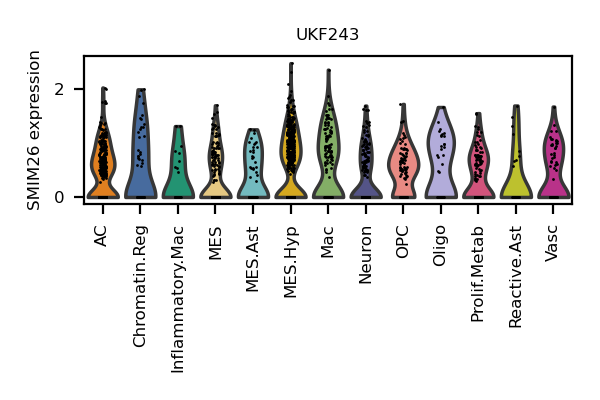 UKF243
SMIM26 expression
2
0
AC
Chromatin.Reg
Inflammatory.Mac
MES
MES.Ast
MES.Hyp
Mac
Neuron
OPC
Oligo
Prolif.Metab
Reactive.Ast
Vasc